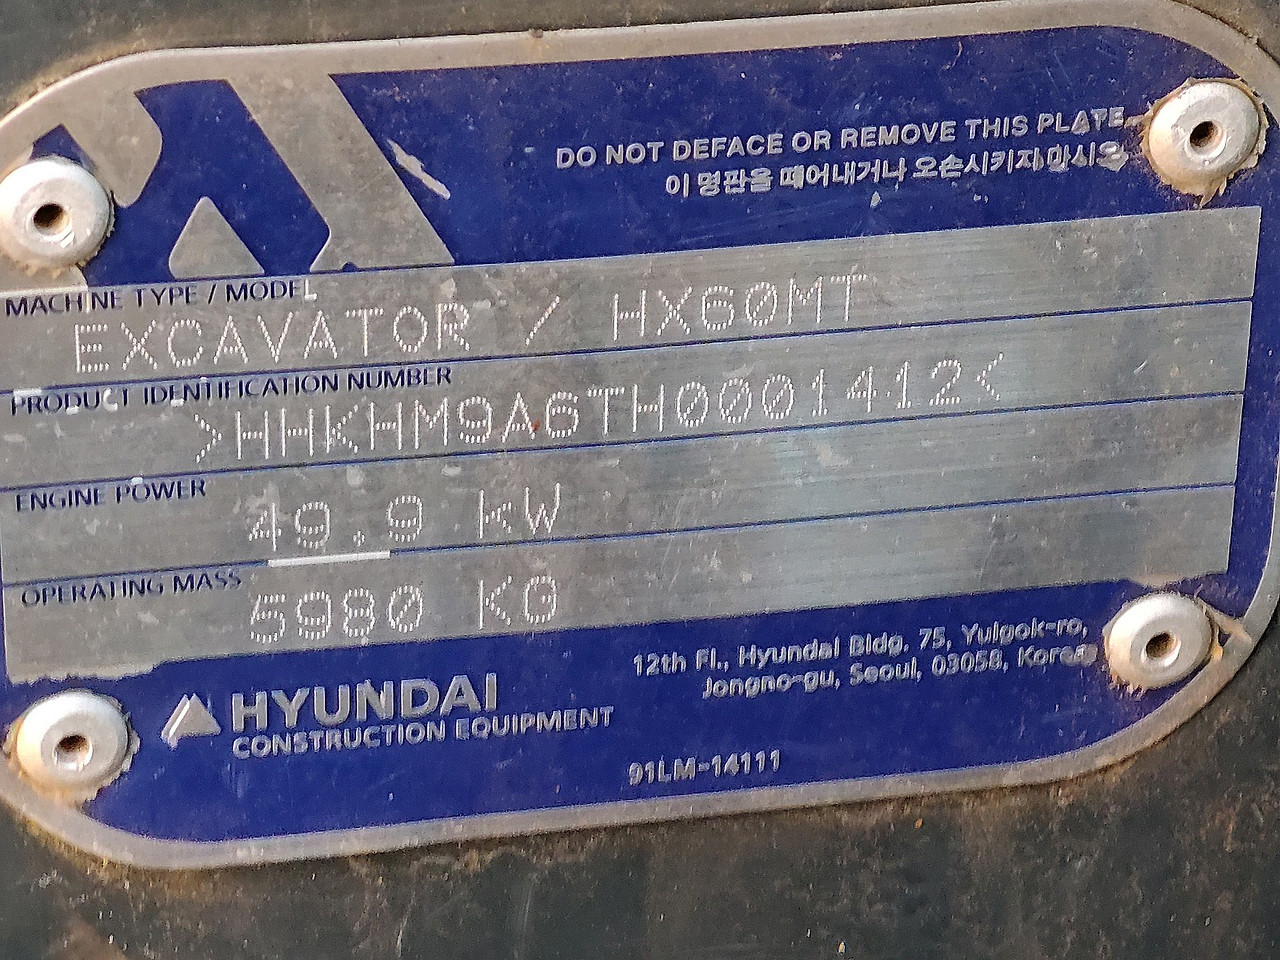 DO NOT DEFACE OR REMOVE THIS PLATE
이 명판을 떼어내거나 오손시키지 마시오
MACHINE TYPE / MODEL
EXCAVATOR / HX60MT
PRODUCT IDENTIFICATION NUMBER
>HHKHM9A6TH0001412<
ENGINE POWER
49.9 KW
OPERATING MASS
5980 KG
HYUNDAI
CONSTRUCTION EQUIPMENT
12th Fl., Hyundai Bldg. 75, Yulgok-ro,
Jongno-gu, Seoul, 03058, Korea
91LM-14111